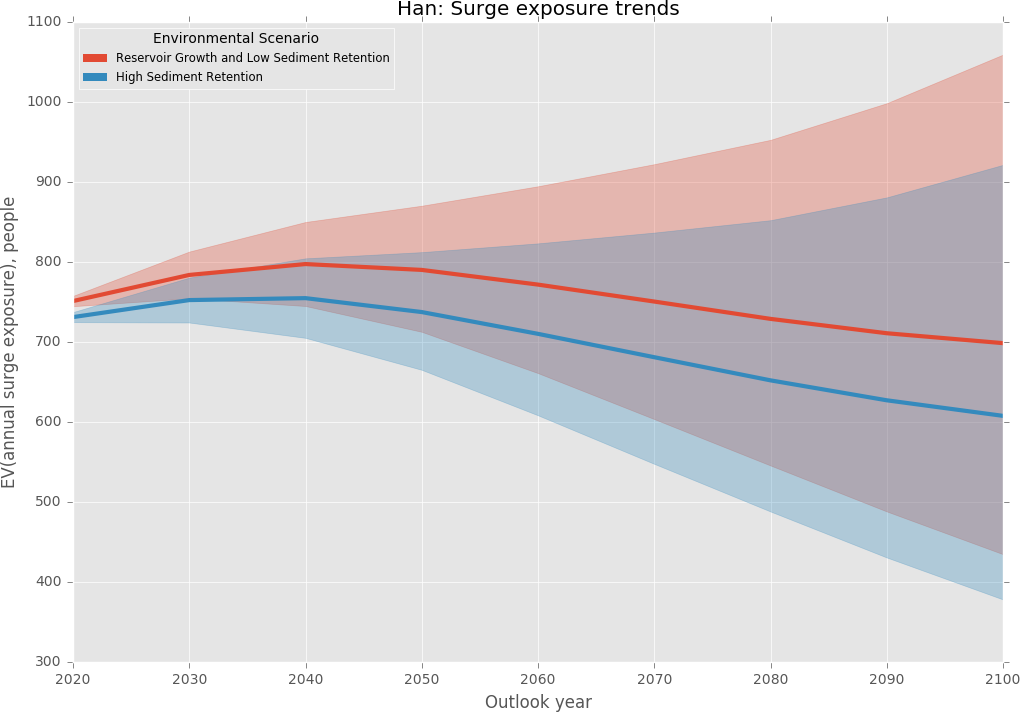 Han: Surge exposure trends
Environmental Scenario
Reservoir Growth and Low Sediment Retention
High Sediment Retention
EV(annual surge exposure), people
1100
1000
900
800
700
600
500
400
300
2020 2030 2040 2050 2060 2070 2080 2090 2100
Outlook year